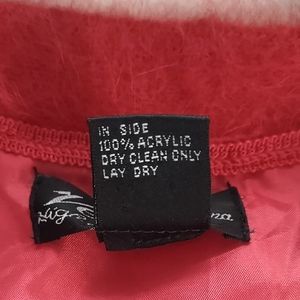 IN SIDE
100% ACRYLIC
DRY CLEAN ONLY
LAY DRY